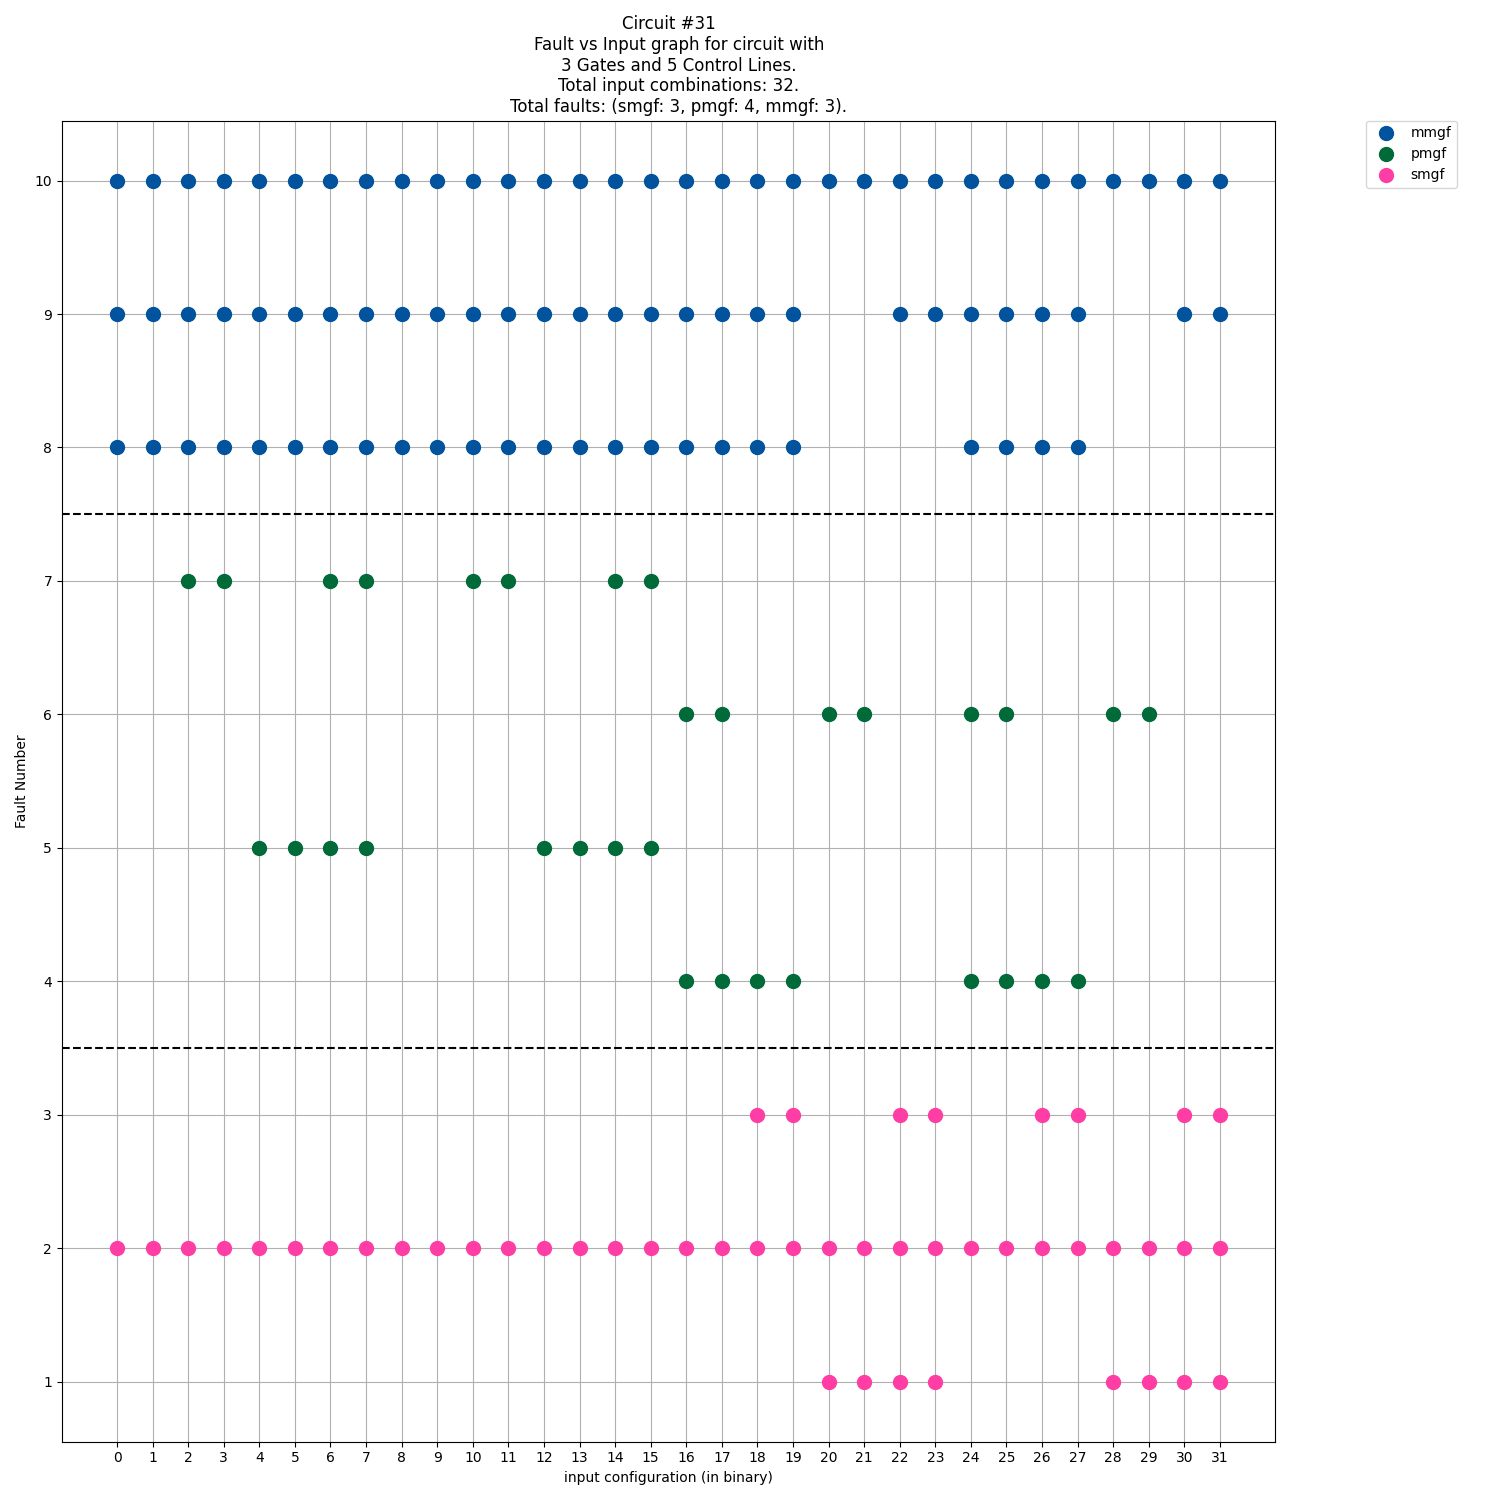 Circuit #31
Fault vs Input graph for circuit with
3 Gates and 5 Control Lines.
Total input combinations: 32.
Total faults: (smgf: 3, pmgf: 4, mmgf: 3).
mmgf
pmgf
smgf
10
9
8
7
6
5
4
3
2
1
Fault Number
0 1 2 3 4 5 6 7 8 9 10 11 12 13 14 15 16 17 18 19 20 21 22 23 24 25 26 27 28 29 30 31
input configuration (in binary)